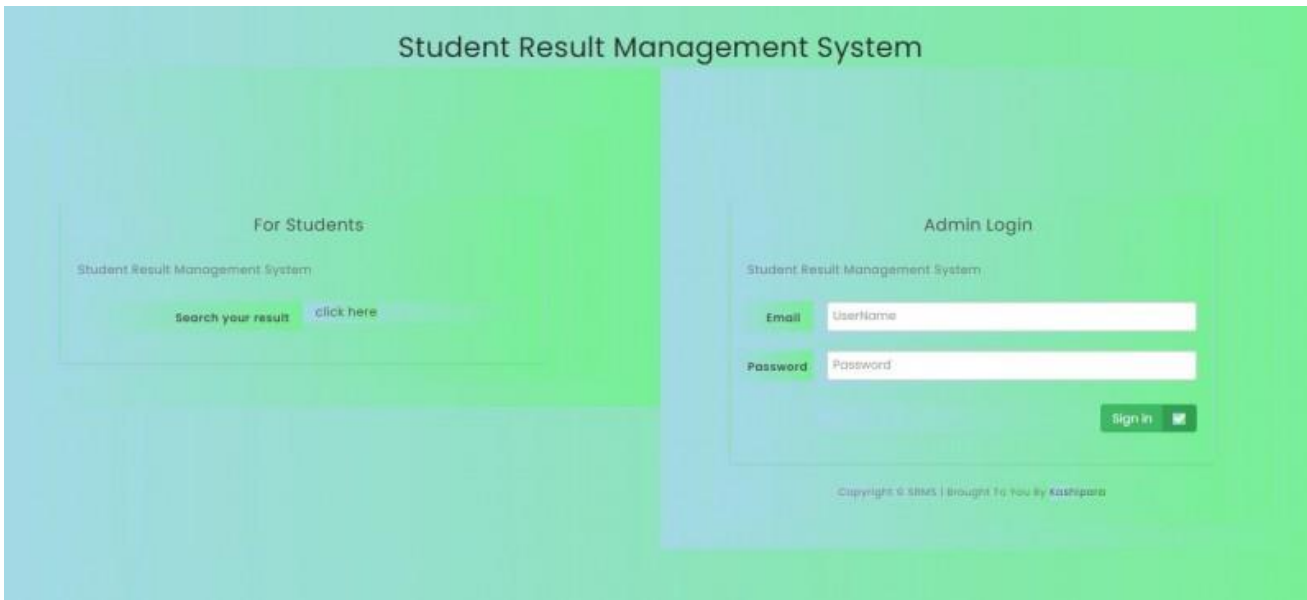 Student Result Management System
For Students
Student Result Management System
Search your result click here
Admin Login
Student Result Management System
Email UserName
Password Password
Sign in
Copyright © SRMS | Brought To You By Kashipara